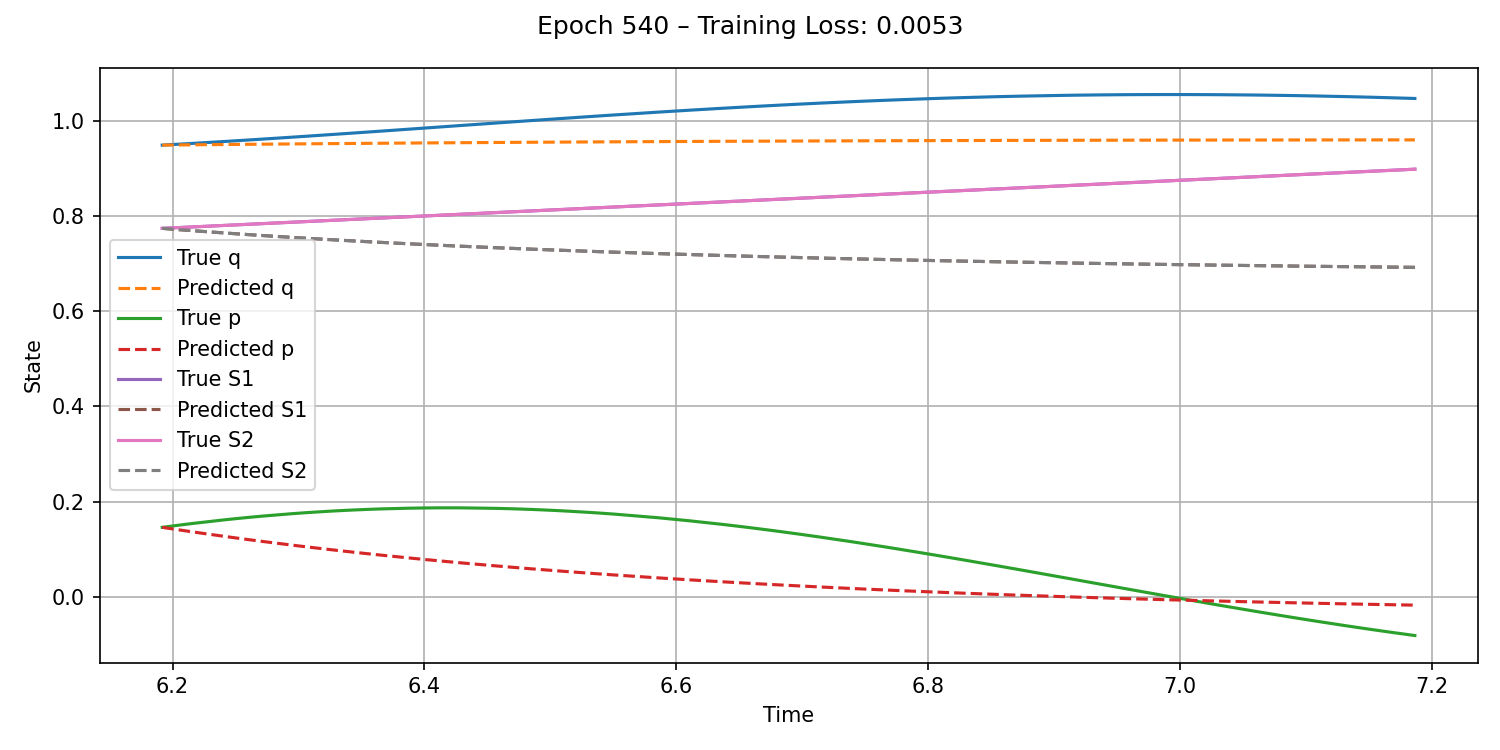 Epoch 540 – Training Loss: 0.0053
1.0
0.8
0.6
0.4
0.2
0.0
State
True q
Predicted q
True p
Predicted p
True S1
Predicted S1
True S2
Predicted S2
6.2 6.4 6.6 6.8 7.0 7.2
Time